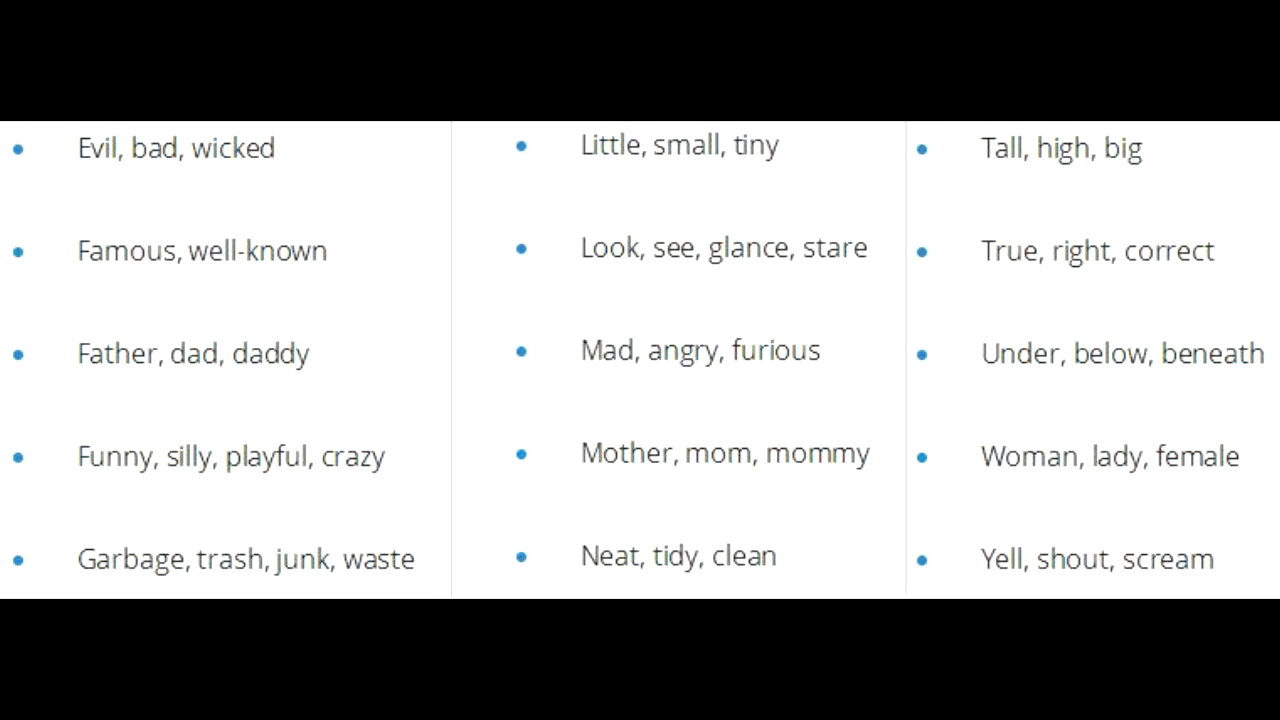 Evil, bad, wicked
Famous, well-known
Father, dad, daddy
Funny, silly, playful, crazy
Garbage, trash, junk, waste
Little, small, tiny
Look, see, glance, stare
Mad, angry, furious
Mother, mom, mommy
Neat, tidy, clean
Tall, high, big
True, right, correct
Under, below, beneath
Woman, lady, female
Yell, shout, scream